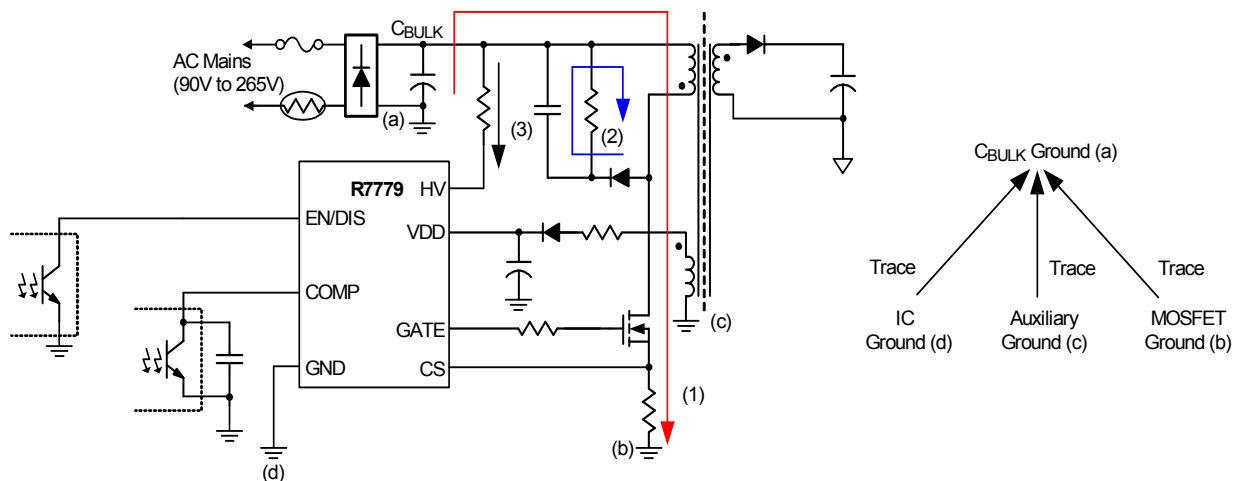 CBULK
AC Mains
(90V to 265V)
(a)
(3)
(2)
R7779
HV
EN/DIS
VDD
COMP
GATE
GND
CS
(c)
(1)
(b)
(d)
CBULK Ground (a)
Trace
Trace
Trace
IC
Ground (d)
Auxiliary
Ground (c)
MOSFET
Ground (b)